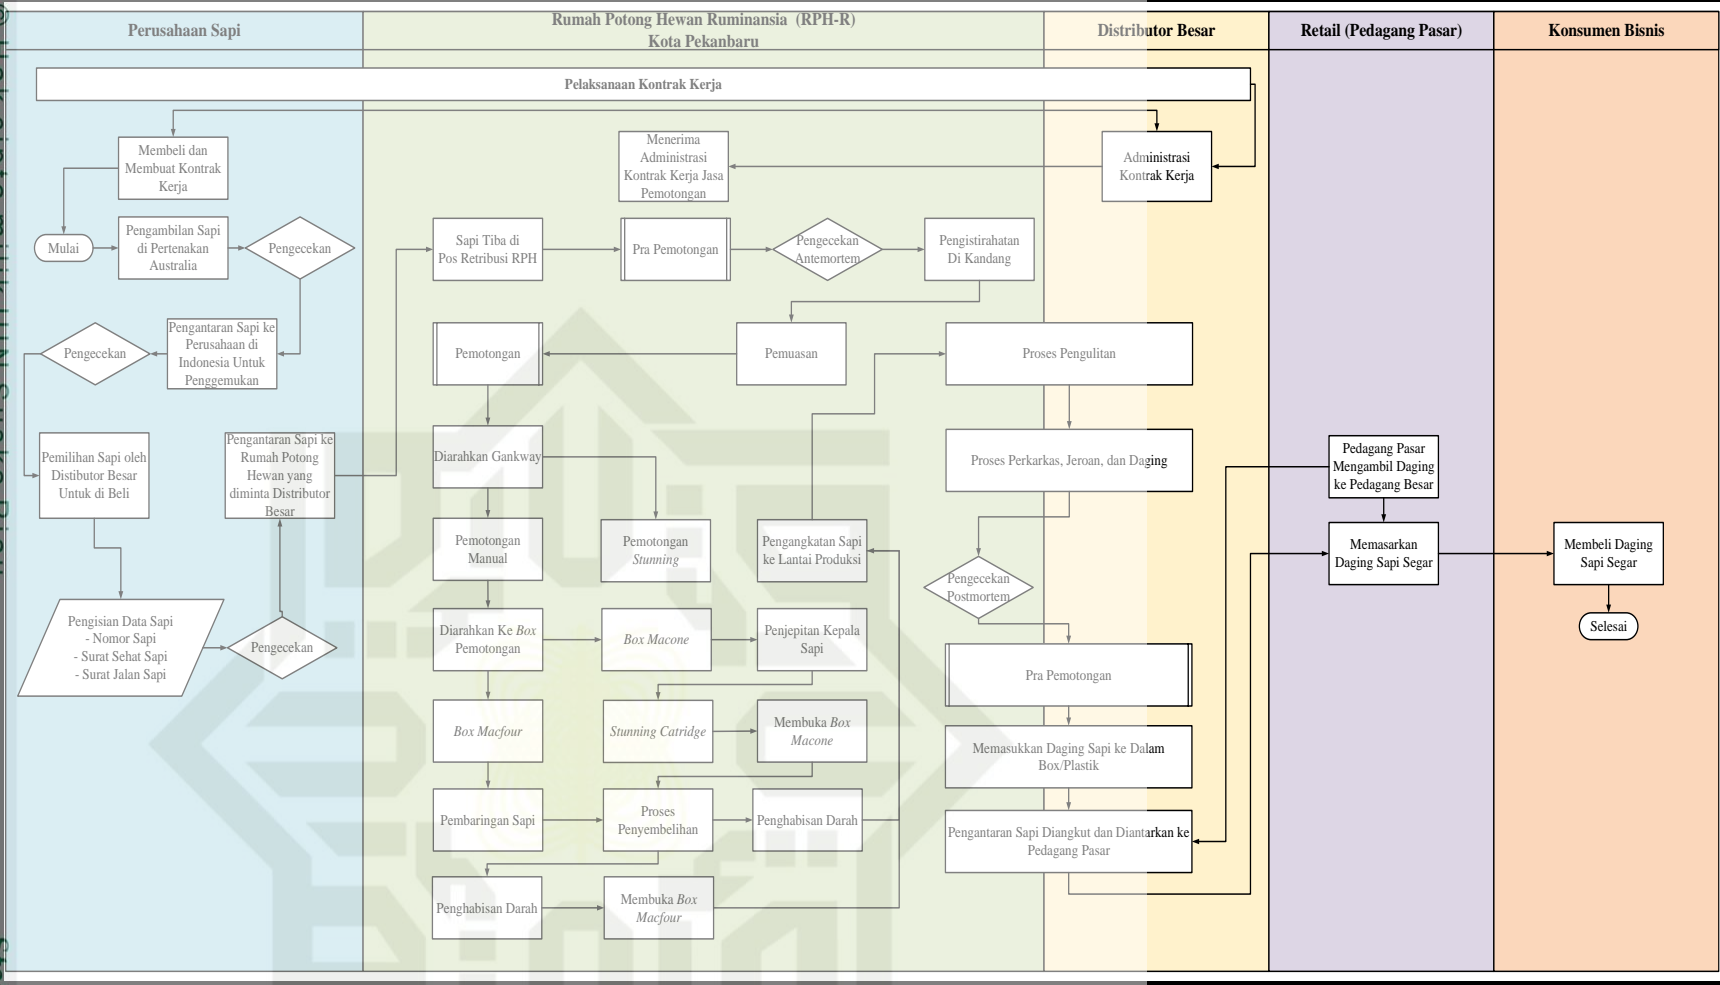 Perusahaan Sapi
Rumah Potong Hewan Ruminansia (RPH-R)
Kota Pekanbaru
Distributor Besar
Retail (Pedagang Pasar)
Konsumen Bisnis
Pelaksanaan Kontrak Kerja
Membeli dan
Membuat Kontrak
Kerja
Menerima
Administrasi
Kontrak Kerja Jasa
Pemotongan
Administrasi
Kontrak Kerja
Mulai
Pengambilan Sapi
di Pertenakan
Australia
Pengecekan
Sapi Tiba di
Pos Retribusi RPH
Pra Pemotongan
Pengecekan
Antemortem
Pengistirahatan
Di Kandang
Pengecekan
Pengantaran Sapi ke
Perusahaan di
Indonesia Untuk
Penggemukan
Pemotongan
Pemuasan
Proses Pengulitan
Pemilihan Sapi oleh
Distibutor Besar
Untuk di Beli
Pengantaran Sapi ke
Rumah Potong
Hewan yang
diminta Distributor
Besar
Diarahkan Gankway
Proses Perkarkas, Jeroan, dan Daging
Pedagang Pasar
Mengambil Daging
ke Pedagang Besar
Pemotongan
Manual
Pemotongan
Stunning
Pengangkatan Sapi
ke Lantai Produksi
Pengecekan
Postmortem
Memasarkan
Daging Sapi Segar
Membeli Daging
Sapi Segar
Selesai
Pengisian Data Sapi
- Nomor Sapi
- Surat Sehat Sapi
- Surat Jalan Sapi
Pengecekan
Diarahkan Ke Box
Pemotongan
Box Macone
Penjepitan Kepala
Sapi
Pra Pemotongan
Box Macfour
Stunning Catridge
Membuka Box
Macone
Memasukkan Daging Sapi ke Dalam
Box/Plastik
Pembaringan Sapi
Proses
Penyembelihan
Penghabisan Darah
Pengantaran Sapi Diangkut dan Diantarkan ke
Pedagang Pasar
Penghabisan Darah
Membuka Box
Macfour